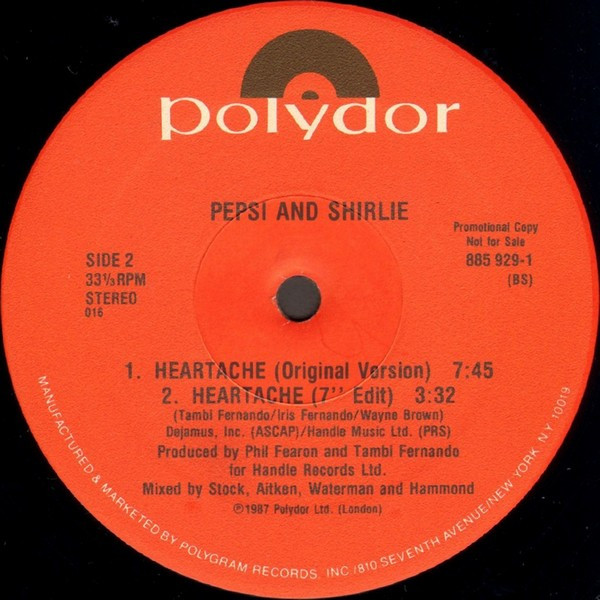 polydor
PEPSI AND SHIRLIE
Promotional Copy
Not for Sale
885 929-1
(BS)
SIDE 2
33⅓ RPM
STEREO
016
1. HEARTACHE (Original Version) 7:45
2. HEARTACHE (7'' Edit) 3:32
(Tambi Fernando/Iris Fernando/Wayne Brown)
Dejamus, Inc. (ASCAP)/Handle Music Ltd. (PRS)
Produced by Phil Fearon and Tambi Fernando
for Handle Records Ltd.
Mixed by Stock, Aitken, Waterman and Hammond
℗1987 Polydor Ltd. (London)
MANUFACTURED & MARKETED BY POLYGRAM RECORDS, INC./810 SEVENTH AVENUE/NEW YORK, N.Y. 10019